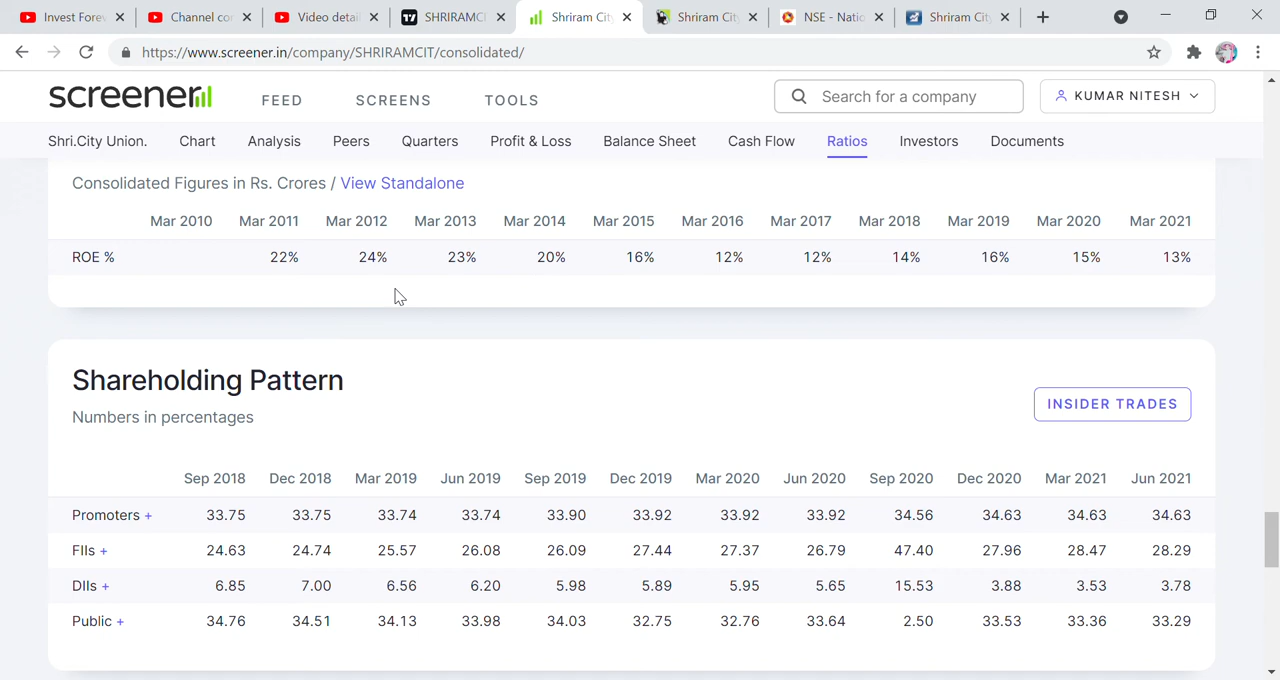 Invest Fore
Channel co
Video detai
SHRIRAMC
Shriram Cit
Shriram Cit
NSE - Natio
Shriram Cit
https://www.screener.in/company/SHRIRAMCIT/consolidated/
screener
FEED SCREENS TOOLS
Search for a company
KUMAR NITESH
Shri.City Union. Chart Analysis Peers Quarters Profit & Loss Balance Sheet Cash Flow Ratios Investors Documents
Consolidated Figures in Rs. Crores / View Standalone
Mar 2010 Mar 2011 Mar 2012 Mar 2013 Mar 2014 Mar 2015 Mar 2016 Mar 2017 Mar 2018 Mar 2019 Mar 2020 Mar 2021
ROE % 22% 24% 23% 20% 16% 12% 12% 14% 16% 15% 13%
Shareholding Pattern
Numbers in percentages
INSIDER TRADES
Sep 2018 Dec 2018 Mar 2019 Jun 2019 Sep 2019 Dec 2019 Mar 2020 Jun 2020 Sep 2020 Dec 2020 Mar 2021 Jun 2021
Promoters + 33.75 33.75 33.74 33.74 33.90 33.92 33.92 33.92 34.56 34.63 34.63 34.63
FIIs + 24.63 24.74 25.57 26.08 26.09 27.44 27.37 26.79 47.40 27.96 28.47 28.29
DIIs + 6.85 7.00 6.56 6.20 5.98 5.89 5.95 5.65 15.53 3.88 3.53 3.78
Public + 34.76 34.51 34.13 33.98 34.03 32.75 32.76 33.64 2.50 33.53 33.36 33.29